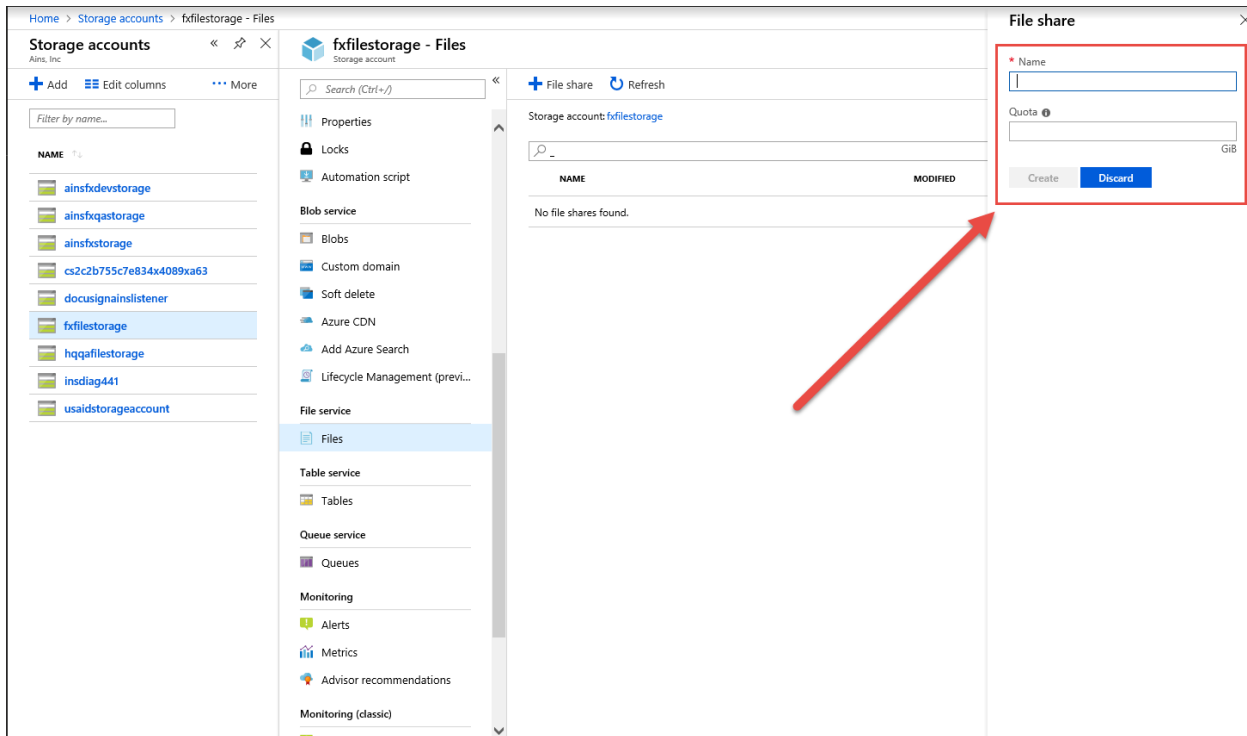 Home > Storage accounts > fxfilestorage - Files
Storage accounts
Ains, Inc
Add Edit columns ··· More
Filter by name...
NAME
ainsfxdevstorage
ainsfxqastorage
ainsfxstorage
cs2c2b755c7e834x4089xa63
docusignainslistener
fxfilestorage
hqqafilestorage
insdiag441
usaidstorageaccount
fxfilestorage - Files
Storage account
Search (Ctrl+/)
Properties
Locks
Automation script
Blob service
Blobs
Custom domain
Soft delete
Azure CDN
Add Azure Search
Lifecycle Management (previ...
File service
Files
Table service
Tables
Queue service
Queues
Monitoring
Alerts
Metrics
Advisor recommendations
Monitoring (classic)
File share Refresh
Storage account: fxfilestorage
_
NAME MODIFIED
No file shares found.
File share
* Name
Quota
GiB
Create Discard